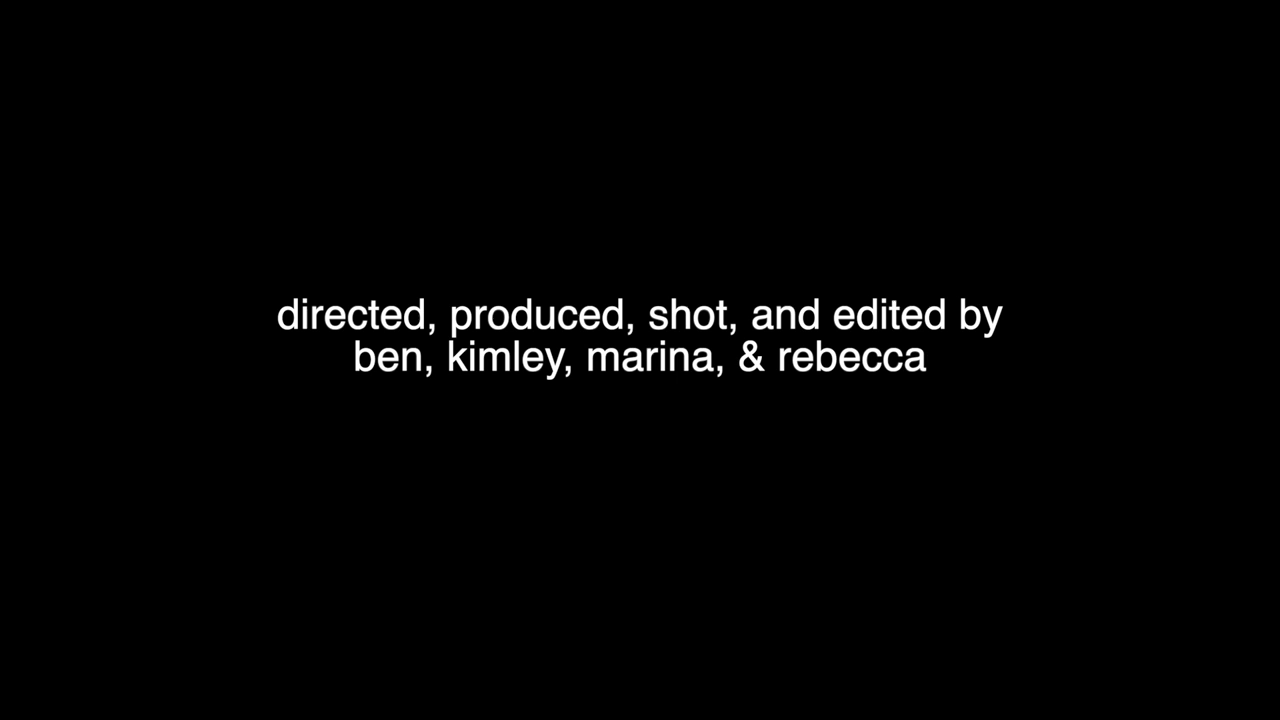 directed, produced, shot, and edited by
ben, kimley, marina, & rebecca